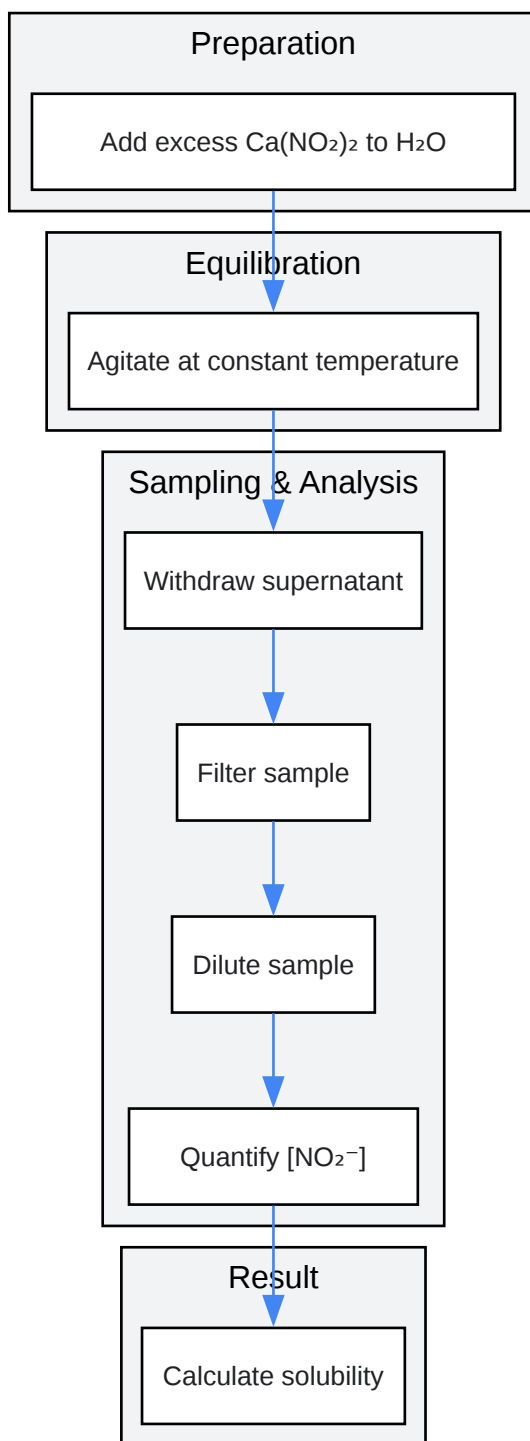 Preparation
Add excess Ca(NO₂)₂ to H₂O
Equilibration
Agitate at constant temperature
Sampling & Analysis
Withdraw supernatant
Filter sample
Dilute sample
Quantify [NO₂⁻]
Result
Calculate solubility